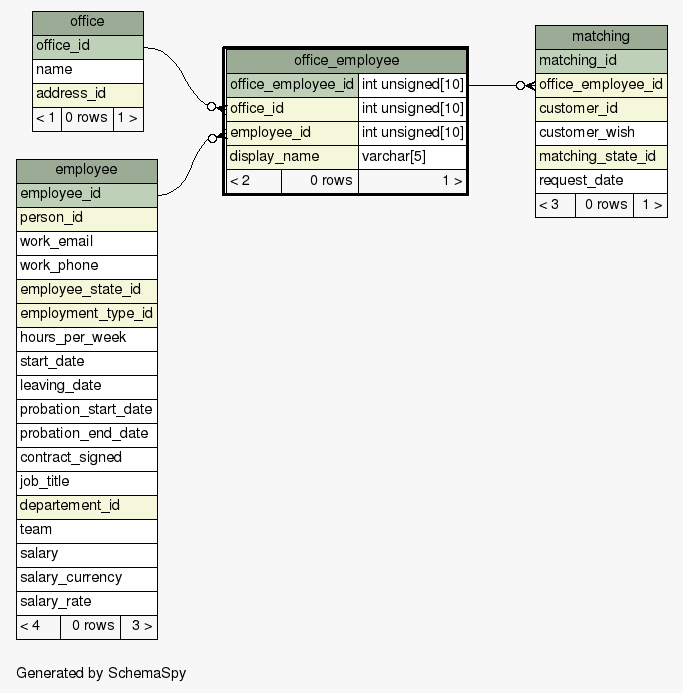 office
office_id
name
address_id
< 1 0 rows 1 >
employee
employee_id
person_id
work_email
work_phone
employee_state_id
employment_type_id
hours_per_week
start_date
leaving_date
probation_start_date
probation_end_date
contract_signed
job_title
departement_id
team
salary
salary_currency
salary_rate
< 4 0 rows 3 >
office_employee
office_employee_id int unsigned[10]
office_id int unsigned[10]
employee_id int unsigned[10]
display_name varchar[5]
< 2 0 rows 1 >
matching
matching_id
office_employee_id
customer_id
customer_wish
matching_state_id
request_date
< 3 0 rows 1 >
Generated by SchemaSpy